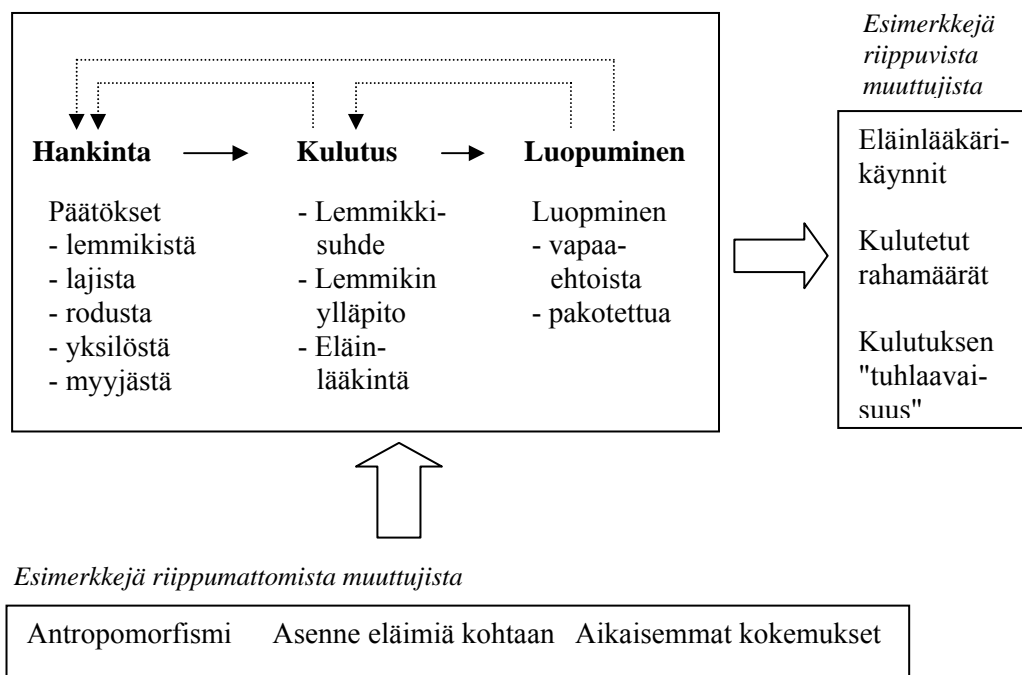 Esimerkkejä
riippuvista
muuttujista
Hankinta
Päätökset
- lemmikistä
- lajista
- rodusta
- yksilöstä
- myyjästä
Kulutus
- Lemmikki-
suhde
- Lemmikin
ylläpito
- Eläin-
lääkintä
Luopuminen
Luopminen
- vapaa-
ehtoista
- pakotettua
Eläinlääkäri-
käynnit
Kulutetut
rahamäärät
Kulutuksen
"tuhlaavai-
suus"
Esimerkkejä riippumattomista muuttujista
Antropomorfismi Asenne eläimiä kohtaan Aikaisemmat kokemukset